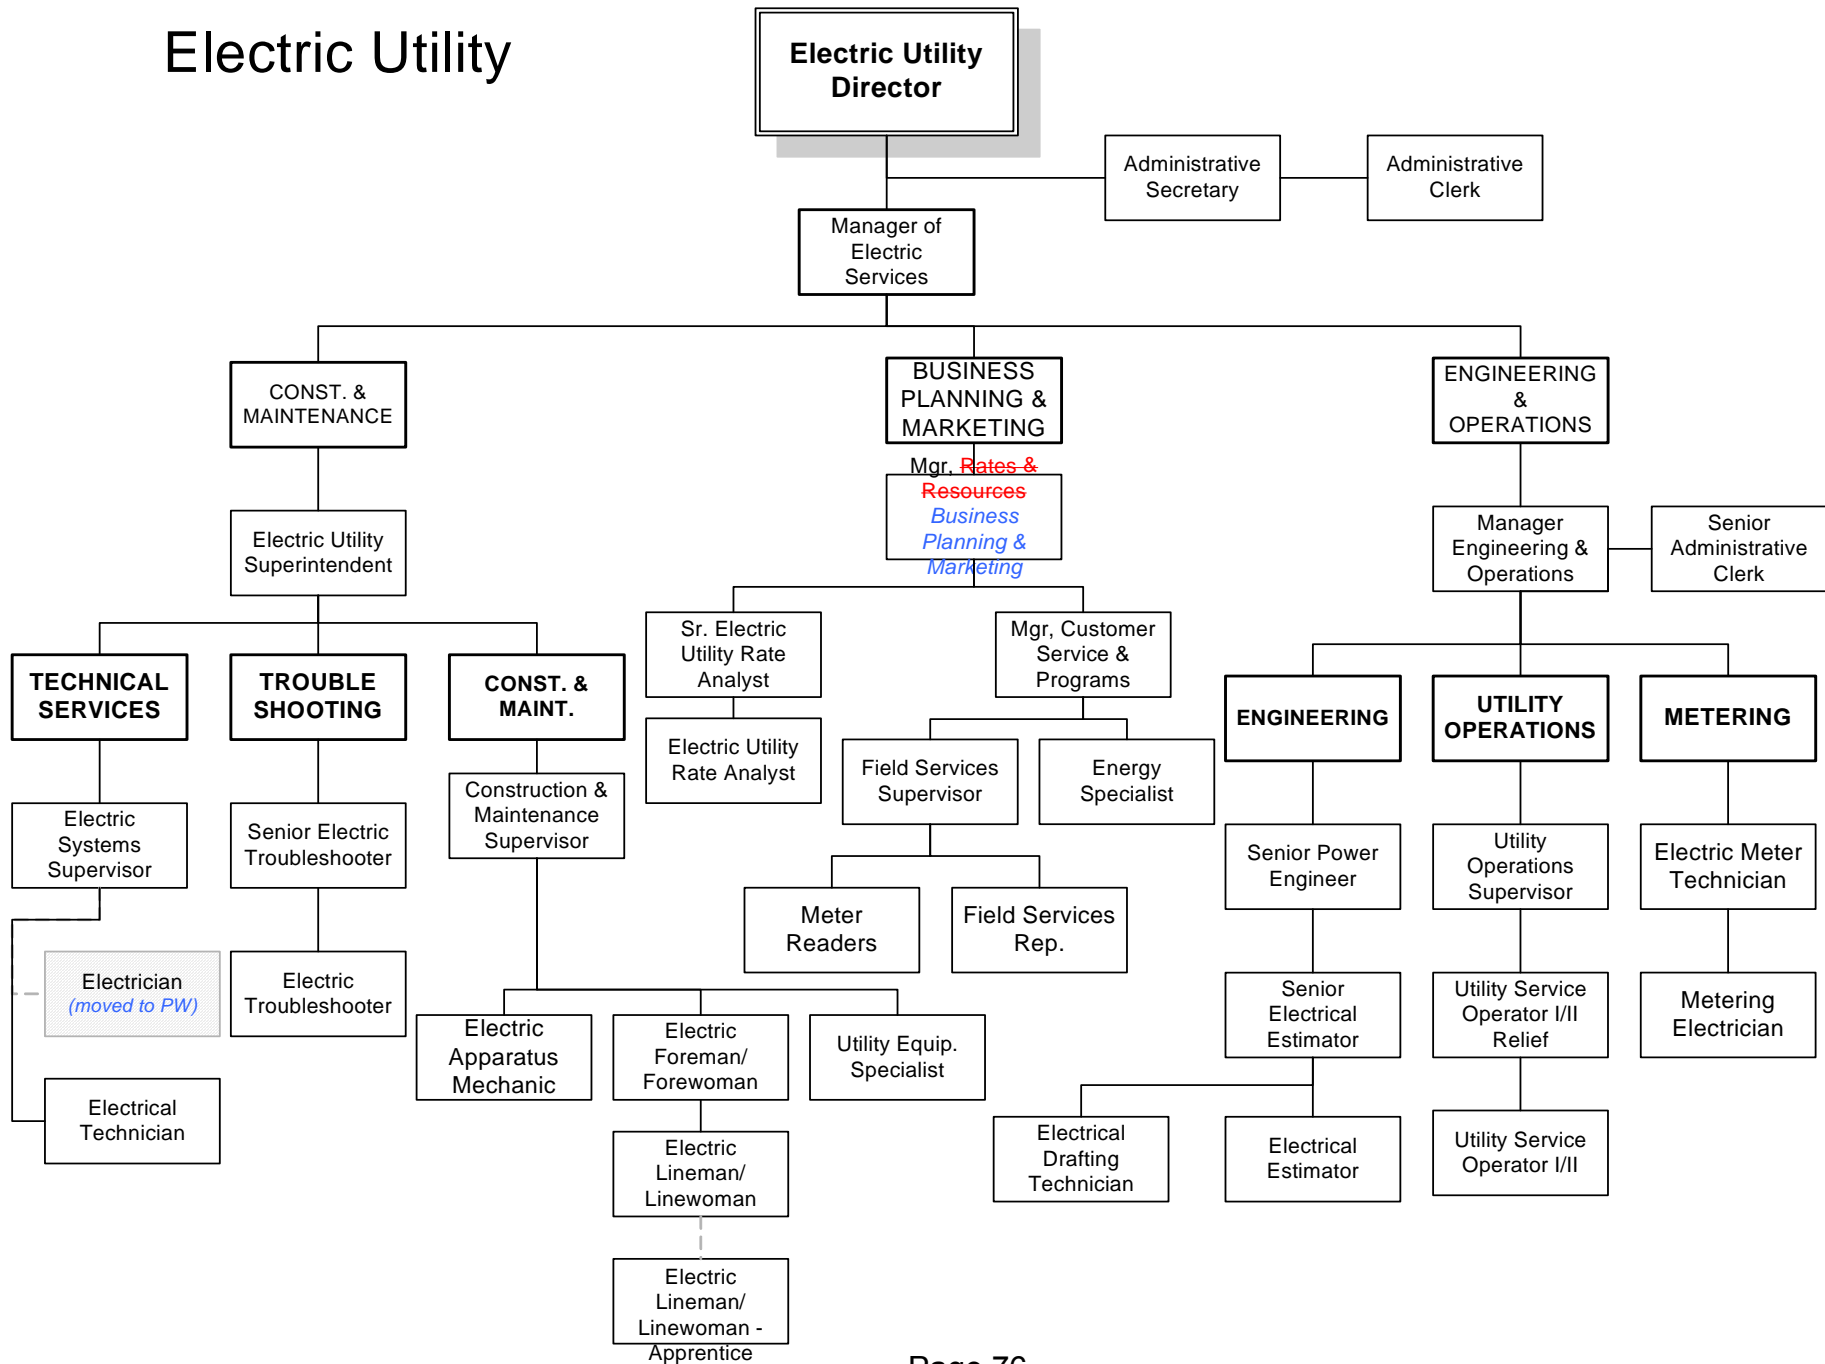 Electric Utility
Electric Utility
Director
Administrative
Secretary
Administrative
Clerk
Manager of
Electric
Services
CONST. &
MAINTENANCE
BUSINESS
PLANNING &
MARKETING
ENGINEERING
&
OPERATIONS
Mgr, Rates &
Resources
Business
Planning &
Marketing
Electric Utility
Superintendent
Manager
Engineering &
Operations
Senior
Administrative
Clerk
Sr. Electric
Utility Rate
Analyst
Mgr, Customer
Service &
Programs
TECHNICAL
SERVICES
TROUBLE
SHOOTING
CONST. &
MAINT.
ENGINEERING
UTILITY
OPERATIONS
METERING
Electric Utility
Rate Analyst
Field Services
Supervisor
Energy
Specialist
Electric
Systems
Supervisor
Senior Electric
Troubleshooter
Construction &
Maintenance
Supervisor
Senior Power
Engineer
Utility
Operations
Supervisor
Electric Meter
Technician
Meter
Readers
Field Services
Rep.
Electrician
(moved to PW)
Electric
Troubleshooter
Senior
Electrical
Estimator
Utility Service
Operator I/II
Relief
Metering
Electrician
Electric
Apparatus
Mechanic
Electric
Foreman/
Forewoman
Utility Equip.
Specialist
Electrical
Technician
Electric
Lineman/
Linewoman
Electrical
Drafting
Technician
Electrical
Estimator
Utility Service
Operator I/II
Electric
Lineman/
Linewoman -
Apprentice
Page 76